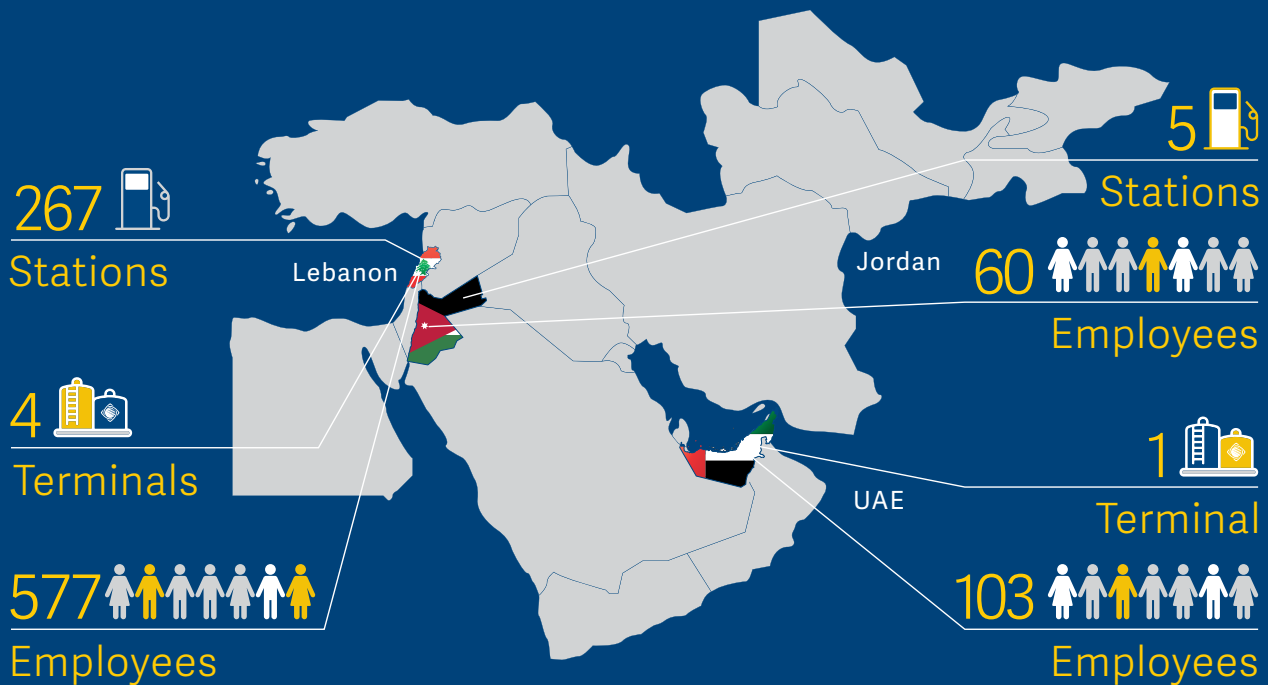 267
Stations
Lebanon
4
Terminals
577
Employees
5
Stations
Jordan
60
Employees
UAE
1
Terminal
103
Employees